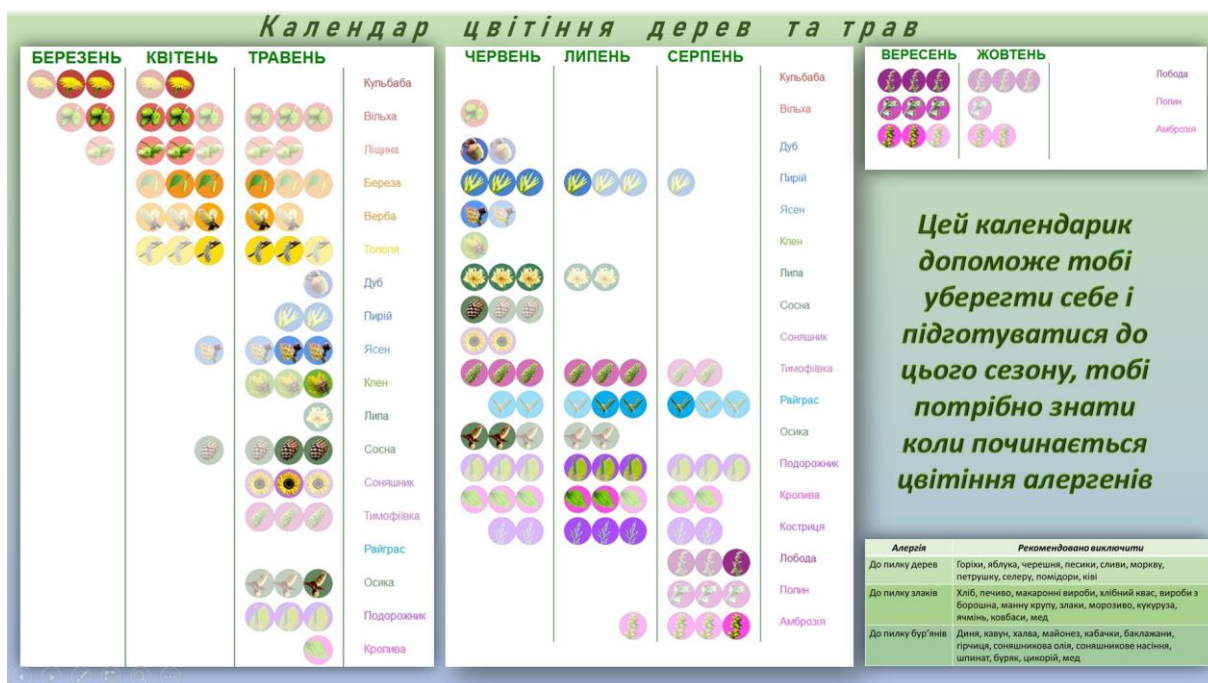 Календар цвітіння дерев та трав
БЕРЕЗЕНЬ КВІТЕНЬ ТРАВЕНЬ
Кульбаба
Вільха
Ліщина
Береза
Верба
Тополя
Дуб
Пирій
Ясен
Клен
Липа
Сосна
Соняшник
Тимофіївка
Райграс
Осика
Подорожник
Кропива
ЧЕРВЕНЬ ЛИПЕНЬ СЕРПЕНЬ
Кульбаба
Вільха
Дуб
Пирій
Ясен
Клен
Липа
Сосна
Соняшник
Тимофіївка
Райграс
Осика
Подорожник
Кропива
Костриця
Лобода
Попин
Амброзія
ВЕРЕСЕНЬ ЖОВТЕНЬ
Лобода
Попин
Амброзія
Цей календарик
допоможе тобі
уберегти себе і
підготуватися до
цього сезону, тобі
потрібно знати
коли починається
цвітіння алергенів
Алергія Рекомендовано виключити
До пилку дерев Горіхи, яблука, черешня, песики, сливи, моркву,
петрушку, селеру, помідори, ківі
До пилку злаків Хліб, печиво, макаронні вироби, хлібний квас, вироби з
борошна, манну крупу, злаки, морозиво, кукуруза,
ячмінь, ковбаси, мед
До пилку бур'янів Диня, кавун, халва, майонез, кабачки, баклажани,
гірчиця, соняшникова олія, соняшникове насіння,
шпинат, буряк, цикорій, мед